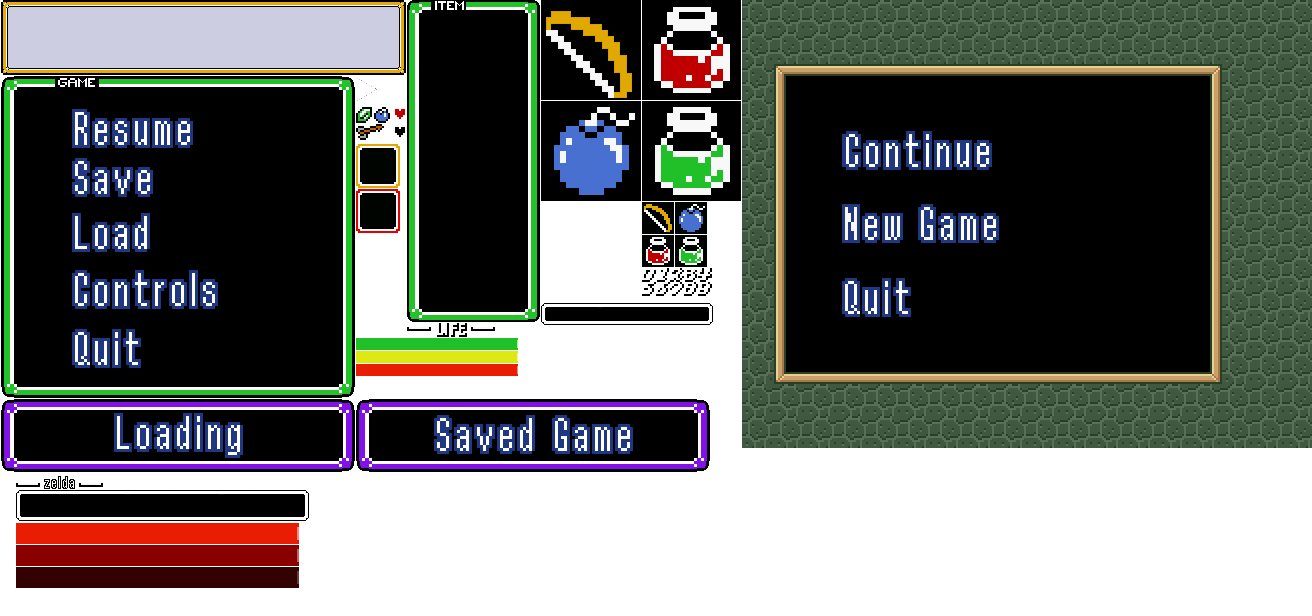 ITEM
GAME
Resume
Save
Load
Controls
Quit
Continue
New Game
Quit
LIFE
Loading
Saved Game
zelda